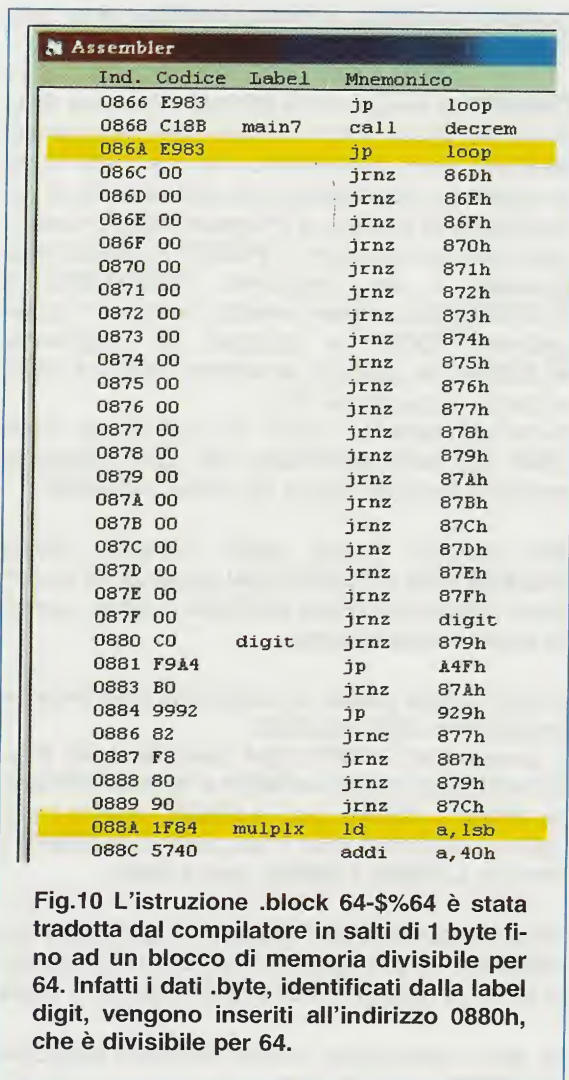 Assembler
Ind. Codice Label Mnemonico
0866 E983 jp loop
0868 C18B main7 call decrem
086A E983 jp loop
086C 00 jrnz 86Dh
086D 00 jrnz 86Eh
086E 00 jrnz 86Fh
086F 00 jrnz 870h
0870 00 jrnz 871h
0871 00 jrnz 872h
0872 00 jrnz 873h
0873 00 jrnz 874h
0874 00 jrnz 875h
0875 00 jrnz 876h
0876 00 jrnz 877h
0877 00 jrnz 878h
0878 00 jrnz 879h
0879 00 jrnz 87Ah
087A 00 jrnz 87Bh
087B 00 jrnz 87Ch
087C 00 jrnz 87Dh
087D 00 jrnz 87Eh
087E 00 jrnz 87Fh
087F 00 jrnz digit
0880 C0 digit jrnz 879h
0881 F9A4 jp A4Fh
0883 B0 jrnz 87Ah
0884 9992 jp 929h
0886 82 jrnc 877h
0887 F8 jrnz 887h
0888 80 jrnz 879h
0889 90 jrnz 87Ch
088A 1F84 mulplx ld a,lsb
088C 5740 addi a,40h
Fig.10 L'istruzione .block 64-$%64 è stata
tradotta dal compilatore in salti di 1 byte fi-
no ad un blocco di memoria divisibile per
64. Infatti i dati .byte, identificati dalla label
digit, vengono inseriti all'indirizzo 0880h,
che è divisibile per 64.